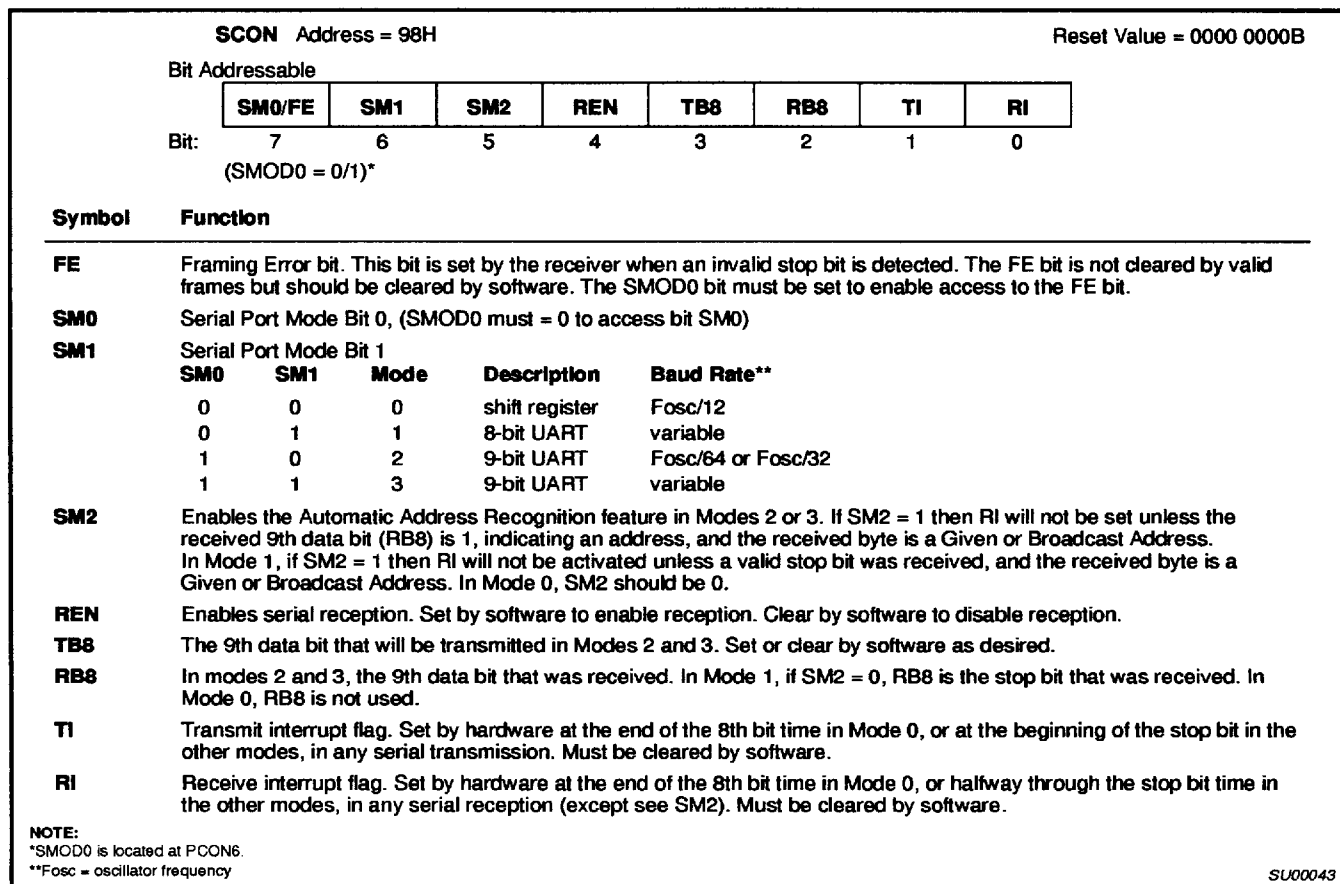 SCON Address = 98H Reset Value = 0000 0000B
Bit Addressable
SM0/FE SM1 SM2 REN TB8 RB8 TI RI
Bit: 7 6 5 4 3 2 1 0
(SMOD0 = 0/1)*
Symbol Function
FE Framing Error bit. This bit is set by the receiver when an invalid stop bit is detected. The FE bit is not cleared by valid
frames but should be cleared by software. The SMOD0 bit must be set to enable access to the FE bit.
SM0 Serial Port Mode Bit 0, (SMOD0 must = 0 to access bit SM0)
SM1 Serial Port Mode Bit 1
SM0 SM1 Mode Description Baud Rate**
0 0 0 shift register Fosc/12
0 1 1 8-bit UART variable
1 0 2 9-bit UART Fosc/64 or Fosc/32
1 1 3 9-bit UART variable
SM2 Enables the Automatic Address Recognition feature in Modes 2 or 3. If SM2 = 1 then RI will not be set unless the
received 9th data bit (RB8) is 1, indicating an address, and the received byte is a Given or Broadcast Address.
In Mode 1, if SM2 = 1 then RI will not be activated unless a valid stop bit was received, and the received byte is a
Given or Broadcast Address. In Mode 0, SM2 should be 0.
REN Enables serial reception. Set by software to enable reception. Clear by software to disable reception.
TB8 The 9th data bit that will be transmitted in Modes 2 and 3. Set or clear by software as desired.
RB8 In modes 2 and 3, the 9th data bit that was received. In Mode 1, if SM2 = 0, RB8 is the stop bit that was received. In
Mode 0, RB8 is not used.
TI Transmit interrupt flag. Set by hardware at the end of the 8th bit time in Mode 0, or at the beginning of the stop bit in the
other modes, in any serial transmission. Must be cleared by software.
RI Receive interrupt flag. Set by hardware at the end of the 8th bit time in Mode 0, or halfway through the stop bit time in
the other modes, in any serial reception (except see SM2). Must be cleared by software.
NOTE:
*SMOD0 is located at PCON6.
**Fosc = oscillator frequency
SU00043